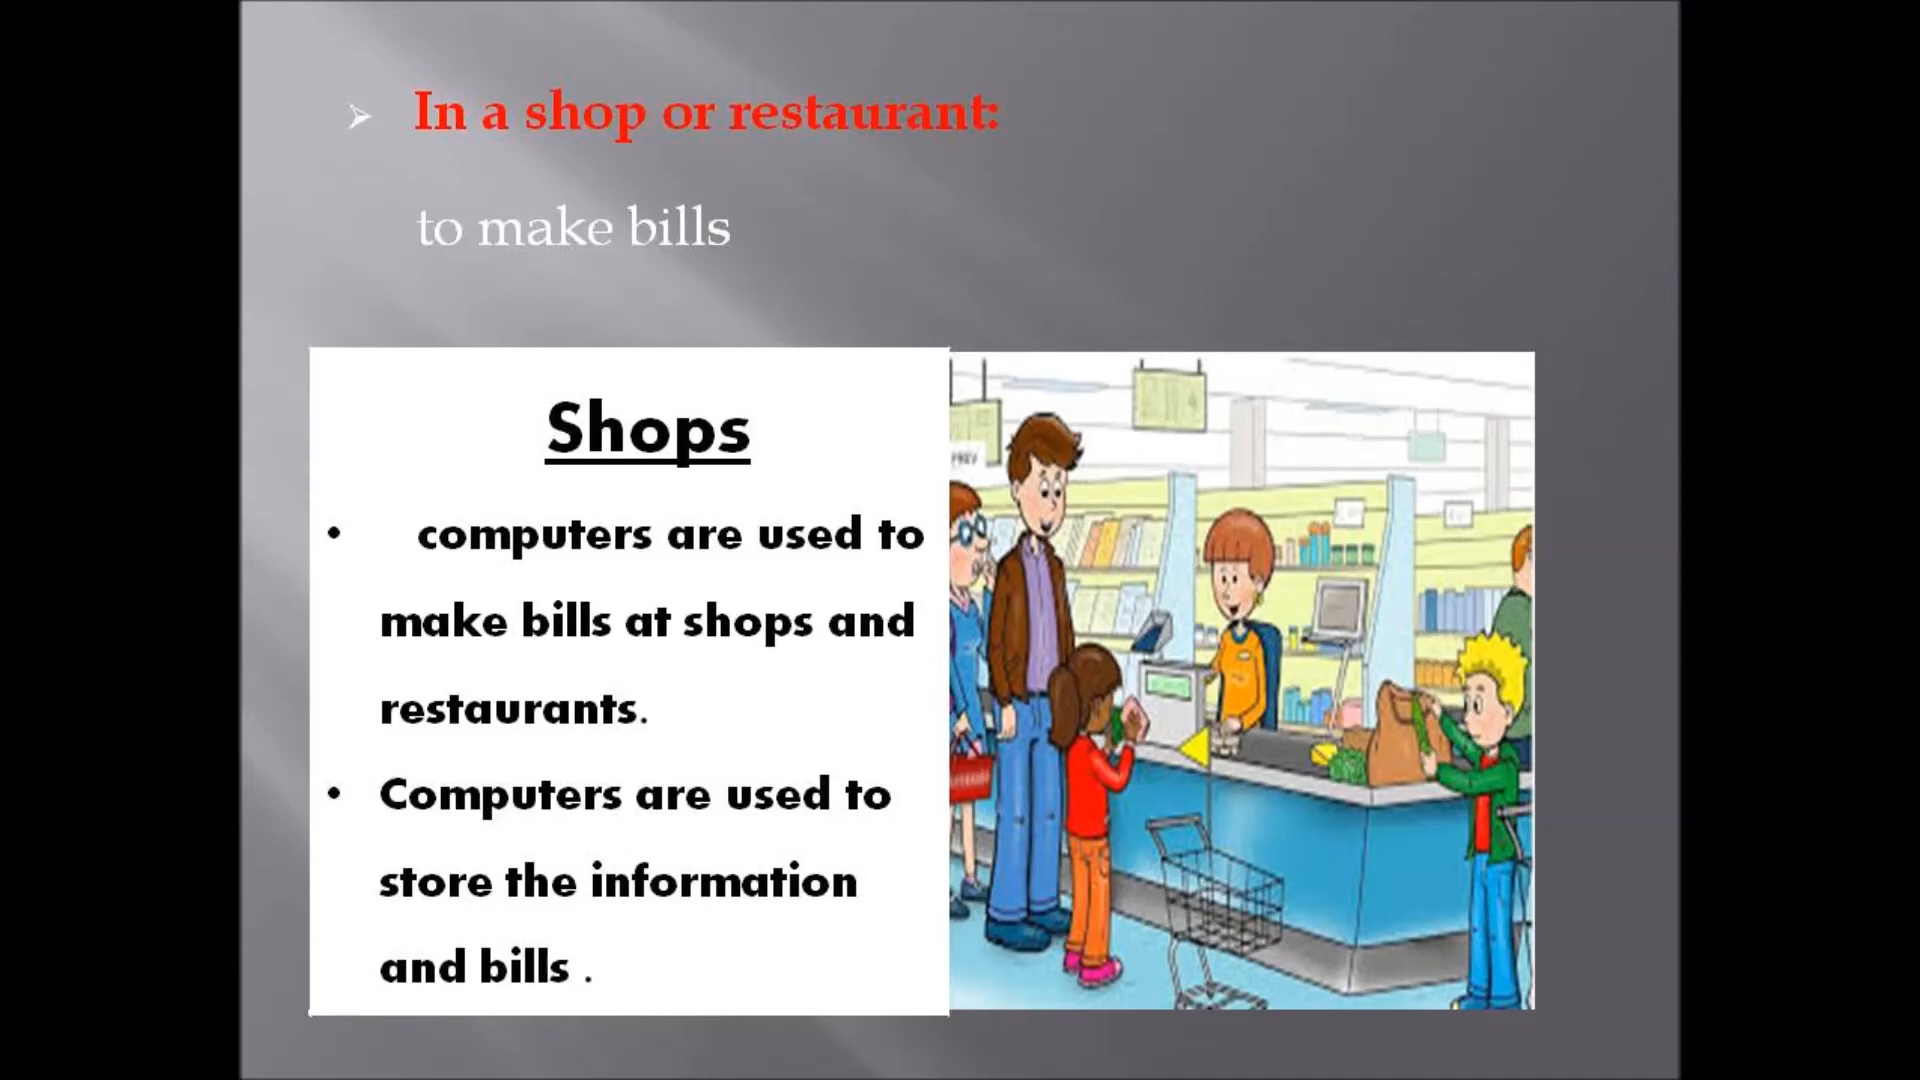 In a shop or restaurant:
to make bills
Shops
• computers are used to
make bills at shops and
restaurants.
• Computers are used to
store the information
and bills .